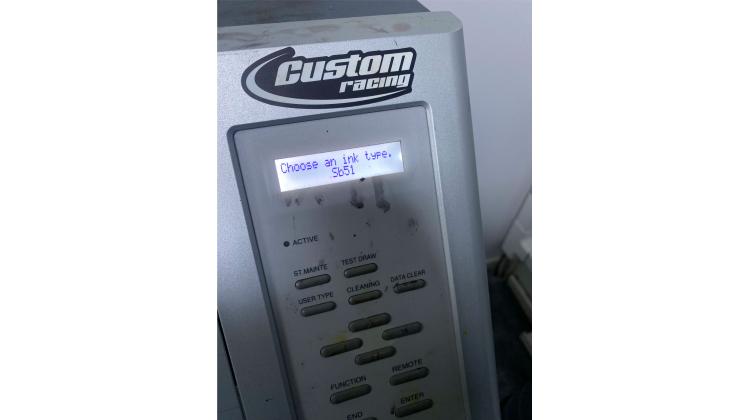 Custom
racing
Choose an ink type.
Sb51
ACTIVE
ST.MAINTE
TEST DRAW
USER TYPE
CLEANING
DATA CLEAR
FUNCTION
REMOTE
END
ENTER